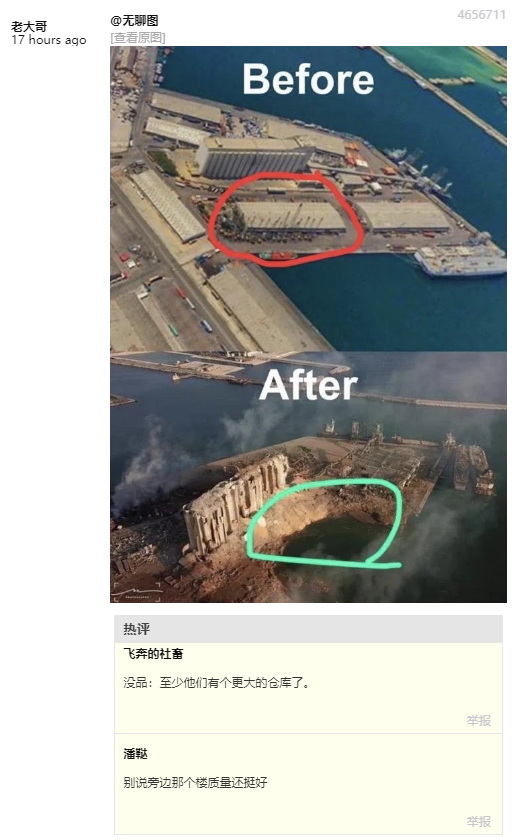 老大哥
17 hours ago
@无聊图
4656711
[查看原图]
Before
After
热评
飞奔的社畜
没品：至少他们有个更大的仓库了。
举报
潘鞑
别说旁边那个楼质量还挺好
举报